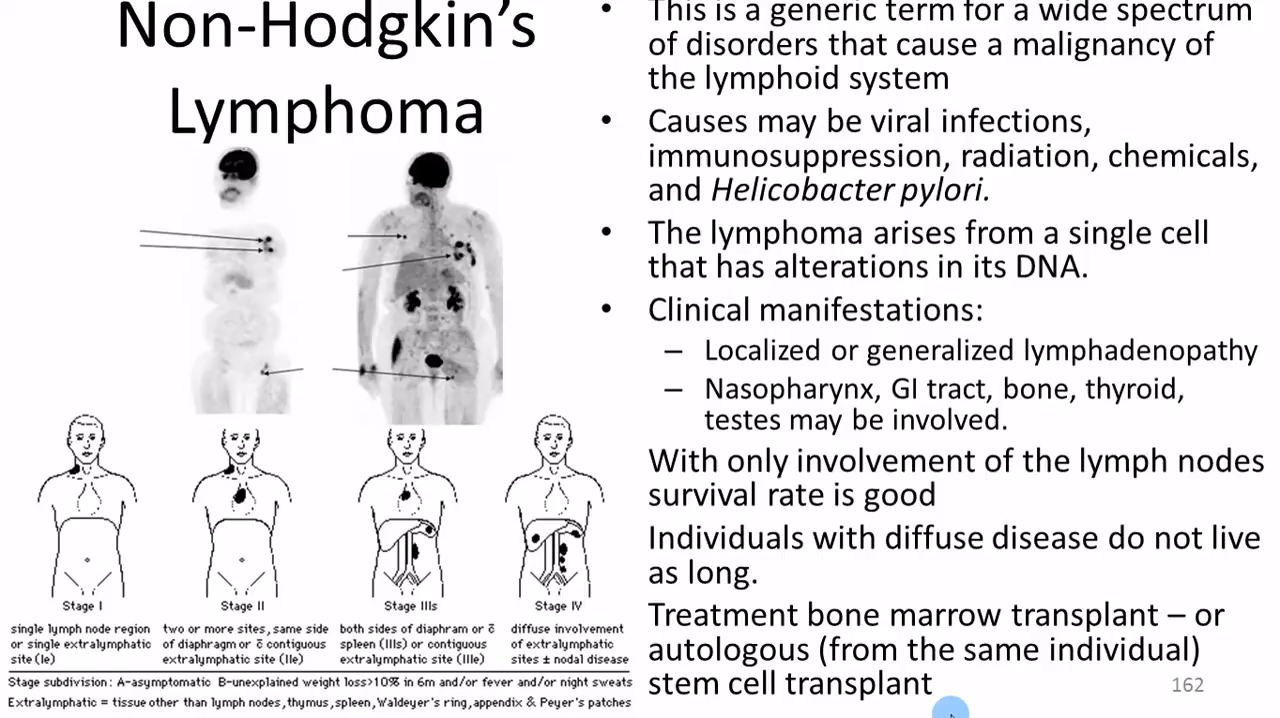 Non-Hodgkin's
Lymphoma
• This is a generic term for a wide spectrum
of disorders that cause a malignancy of
the lymphoid system
• Causes may be viral infections,
immunosuppression, radiation, chemicals,
and Helicobacter pylori.
• The lymphoma arises from a single cell
that has alterations in its DNA.
• Clinical manifestations:
– Localized or generalized lymphadenopathy
– Nasopharynx, GI tract, bone, thyroid,
testes may be involved.
With only involvement of the lymph nodes
survival rate is good
Individuals with diffuse disease do not live
as long.
Treatment bone marrow transplant – or
autologous (from the same individual)
stem cell transplant
162
Stage I
single lymph node region
or single extralymphatic
site (Ie)
Stage II
two or more sites, same side
of diaphragm or c̄ contiguous
extralymphatic site (IIe)
Stage IIIs
both sides of diaphram or c̄
spleen (IIIs) or contiguous
extralymphatic site (IIIe)
Stage IV
diffuse involvement
of extralymphatic
sites ± nodal disease
Stage subdivision: A-asymptomatic B-unexplained weight loss>10% in 6m and/or fever and/or night sweats
Extralymphatic = tissue other than lymph nodes, thymus, spleen, Waldeyer's ring, appendix & Peyer's patches